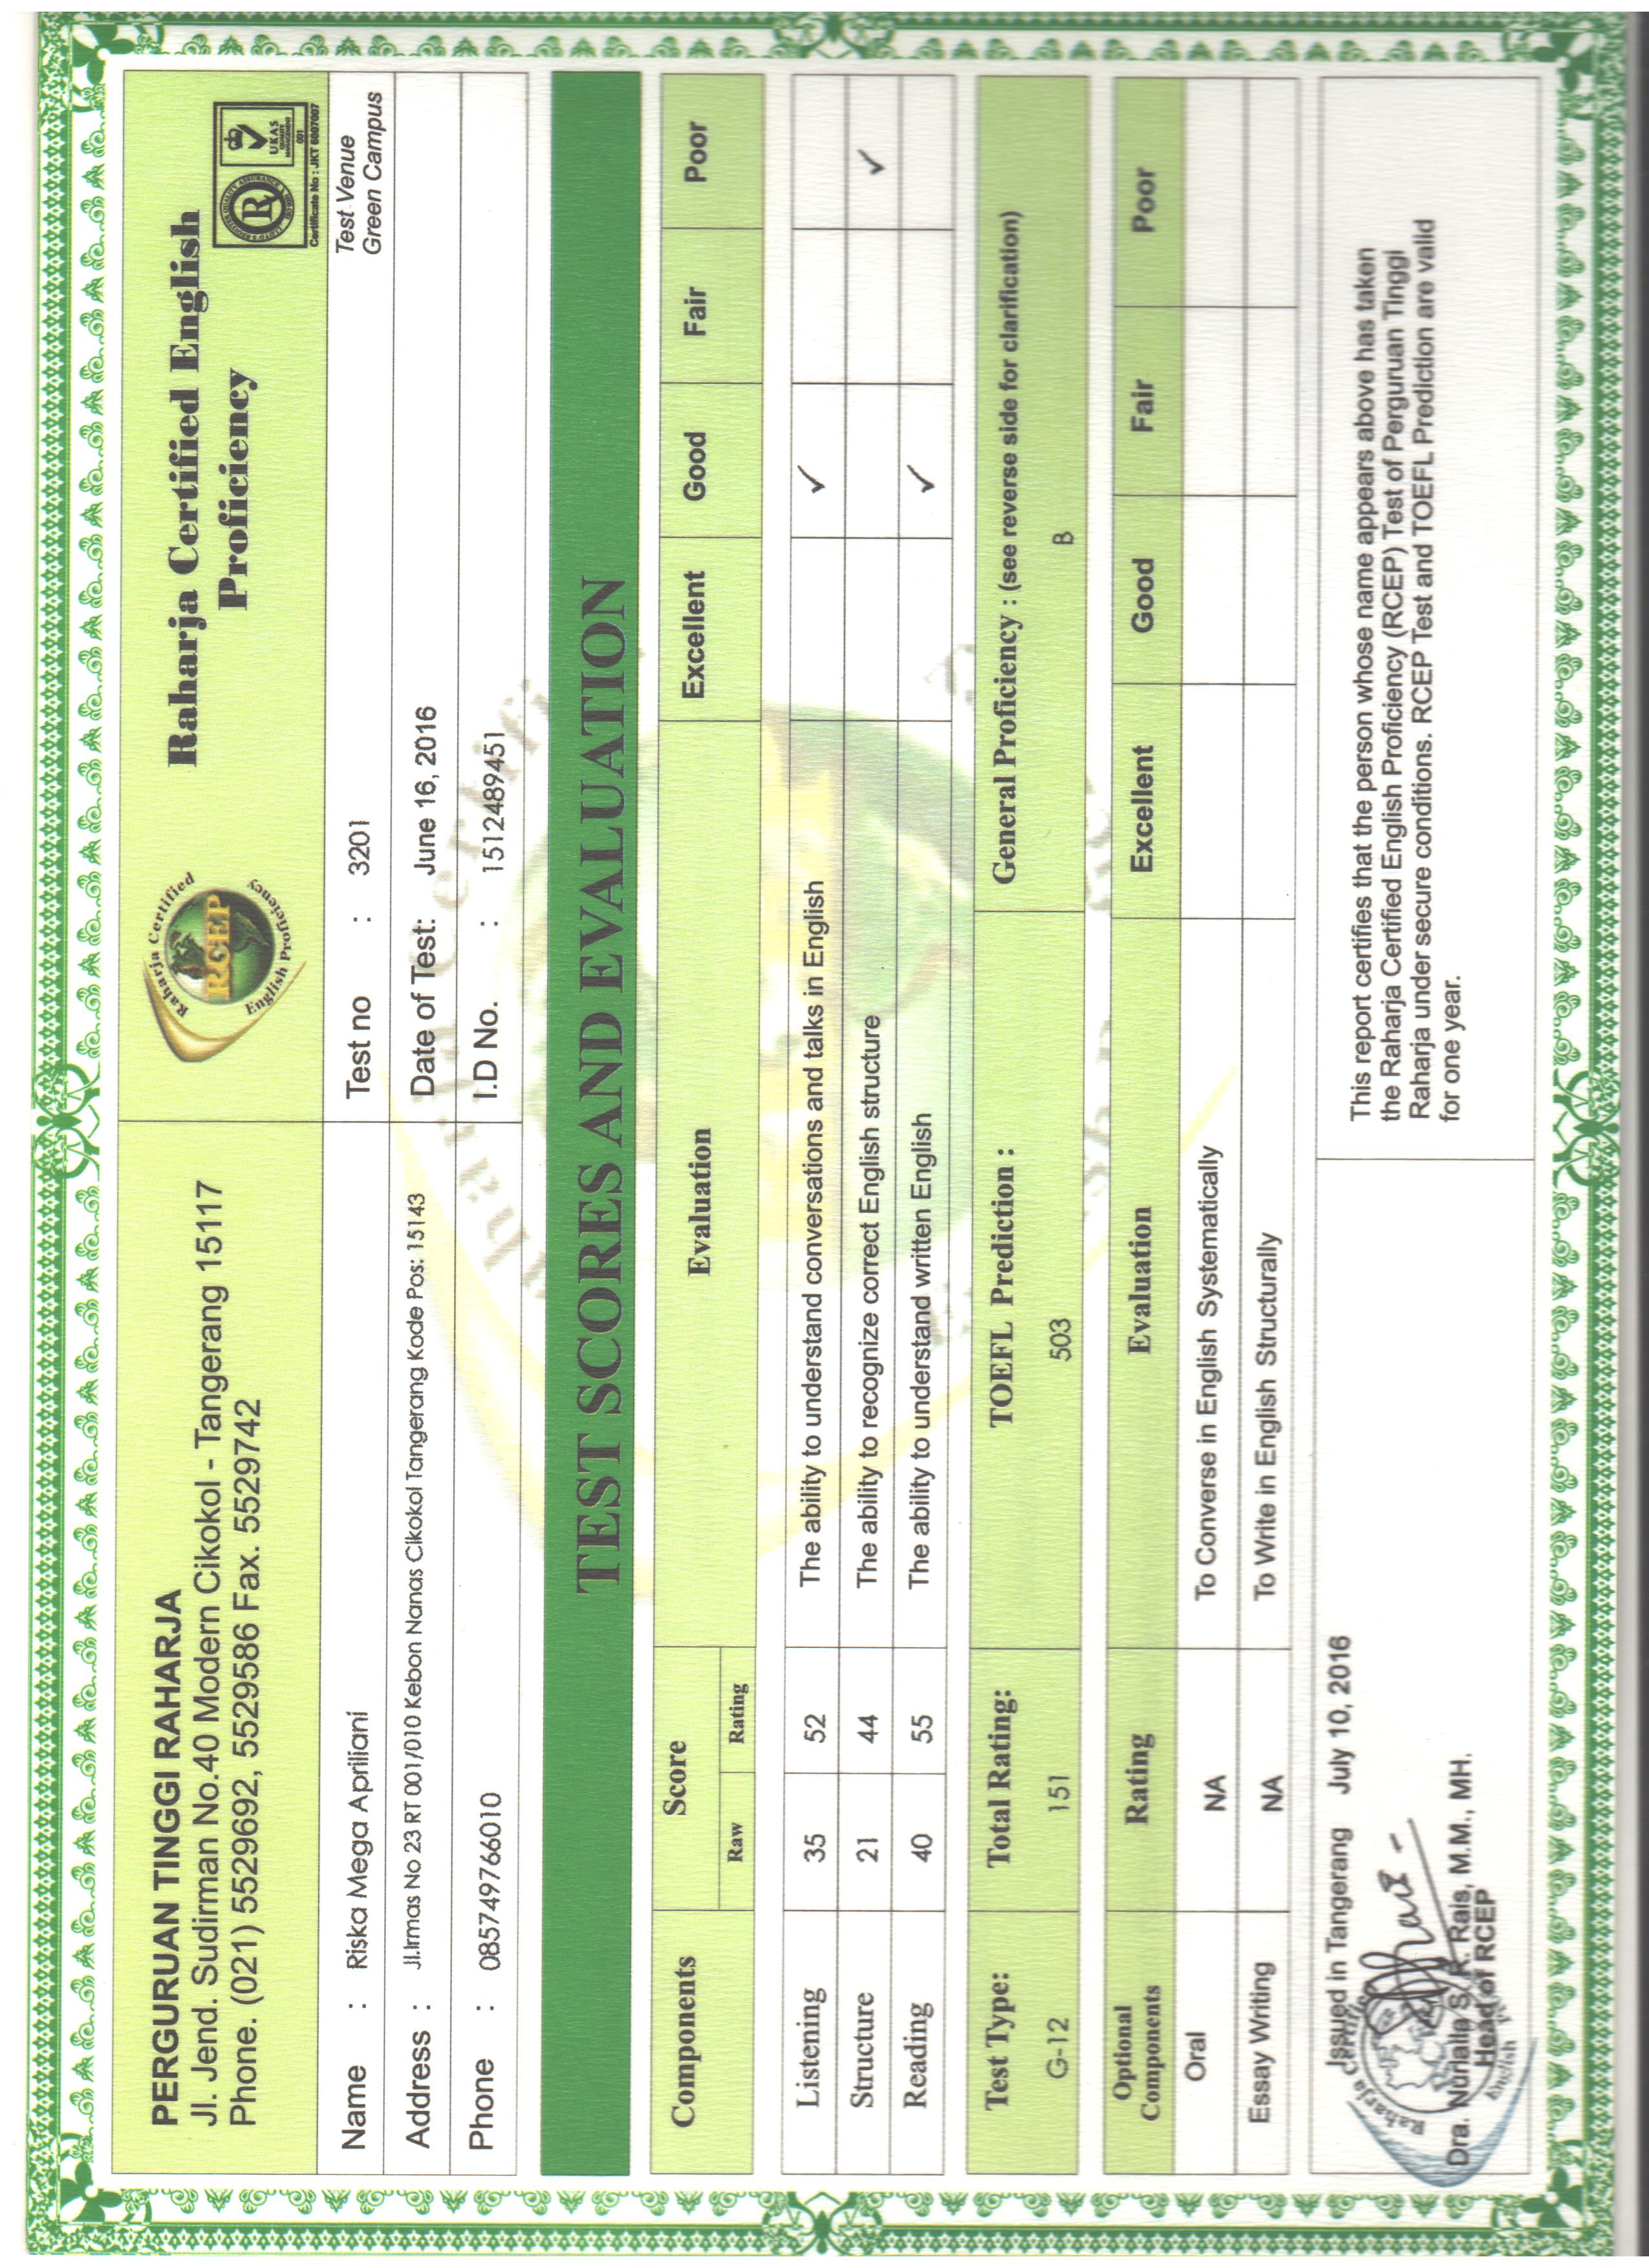 PERGURUAN TINGGI RAHARJA
Jl. Jend. Sudirman No.40 Modern Cikokol - Tangerang 15117
Phone. (021) 5529692, 5529586 Fax. 5529742
Raharja Certified
RCEP
English Proficiency
Raharja Certified English
Proficiency
R
UKAS
QUALITY
MANAGEMENT
001
Certificate No : JKT 6007007
Name : Riska Mega Apriliani
Address : Jl.Irmas No 23 RT 001/010 Kebon Nanas Cikokol Tangerang Kode Pos: 15143
Phone : 085749766010
Test no : 3201
Test Venue
Green Campus
Date of Test: June 16, 2016
I.D No. : 1512489451
TEST SCORES AND EVALUATION
Components Score Evaluation Excellent Good Fair Poor
Raw Rating
Listening 35 52 The ability to understand conversations and talks in English ✓
Structure 21 44 The ability to recognize correct English structure ✓
Reading 40 55 The ability to understand written English ✓
Test Type: Total Rating: TOEFL Prediction : General Proficiency : (see reverse side for clarification)
G-12 151 503 B
Optional
Components Rating Evaluation Excellent Good Fair Poor
Oral NA To Converse in English Systematically
Essay Writing NA To Write in English Structurally
Issued in Tangerang July 10, 2016
Raharja Certific
Dra. Nurlaila S. R. Rais, M.M., MH.
Head of RCEP
English
This report certifies that the person whose name appears above has taken
the Raharja Certified English Proficiency (RCEP) Test of Perguruan Tinggi
Raharja under secure conditions. RCEP Test and TOEFL Prediction are valid
for one year.